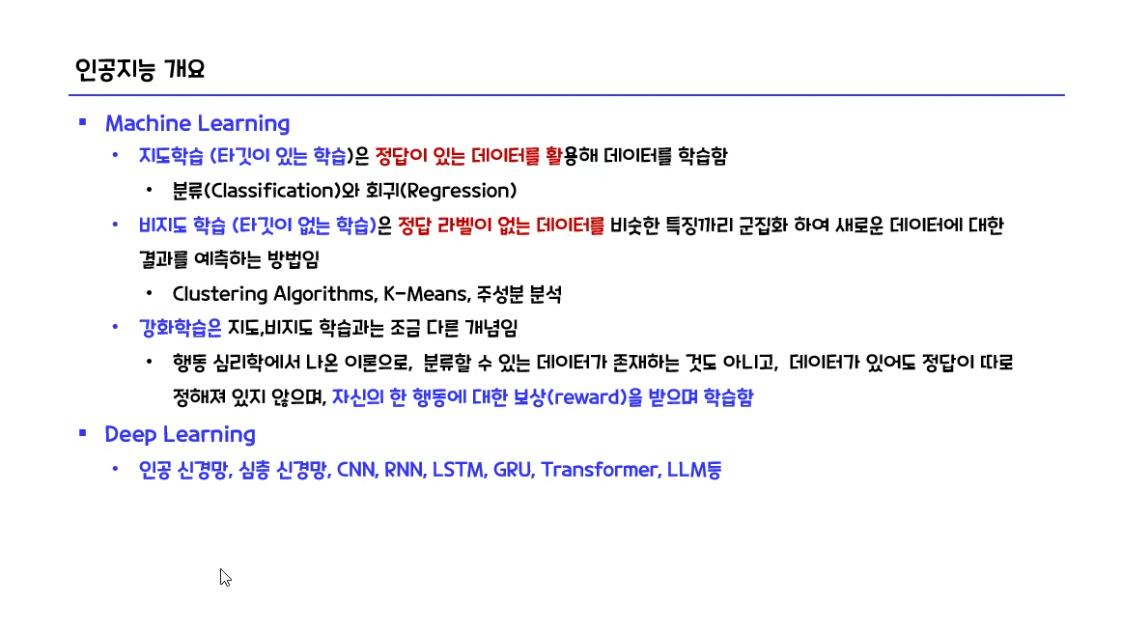 인공지능 개요
▪ Machine Learning
• 지도학습 (타깃이 있는 학습)은 정답이 있는 데이터를 활용해 데이터를 학습함
• 분류(Classification)와 회귀(Regression)
• 비지도 학습 (타깃이 없는 학습)은 정답 라벨이 없는 데이터를 비슷한 특징끼리 군집화 하여 새로운 데이터에 대한
결과를 예측하는 방법임
• Clustering Algorithms, K-Means, 주성분 분석
• 강화학습은 지도,비지도 학습과는 조금 다른 개념임
• 행동 심리학에서 나온 이론으로, 분류할 수 있는 데이터가 존재하는 것도 아니고, 데이터가 있어도 정답이 따로
정해져 있지 않으며, 자신의 한 행동에 대한 보상(reward)을 받으며 학습함
▪ Deep Learning
• 인공 신경망, 심층 신경망, CNN, RNN, LSTM, GRU, Transformer, LLM등